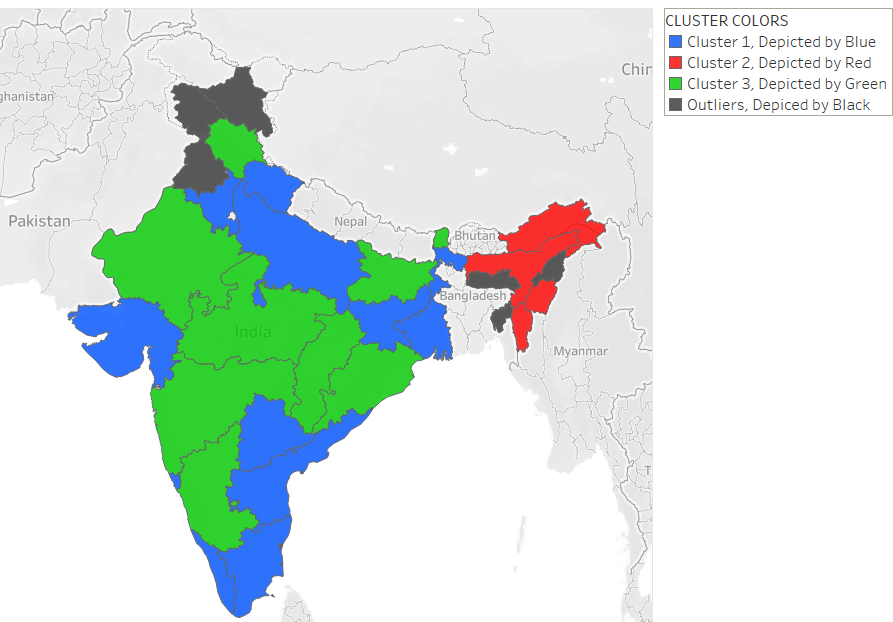 CLUSTER COLORS
Cluster 1, Depicted by Blue
Cluster 2, Depicted by Red
Cluster 3, Depicted by Green
Outliers, Depiced by Black
Chin
ghanistan
Pakistan
Nepal
Bhutan
Bangladesh
India
Myanmar
T